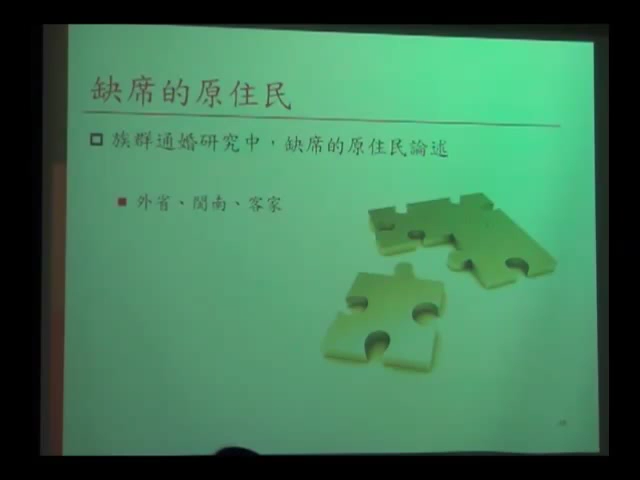 缺席的原住民
族群通婚研究中，缺席的原住民論述
外省、閩南、客家